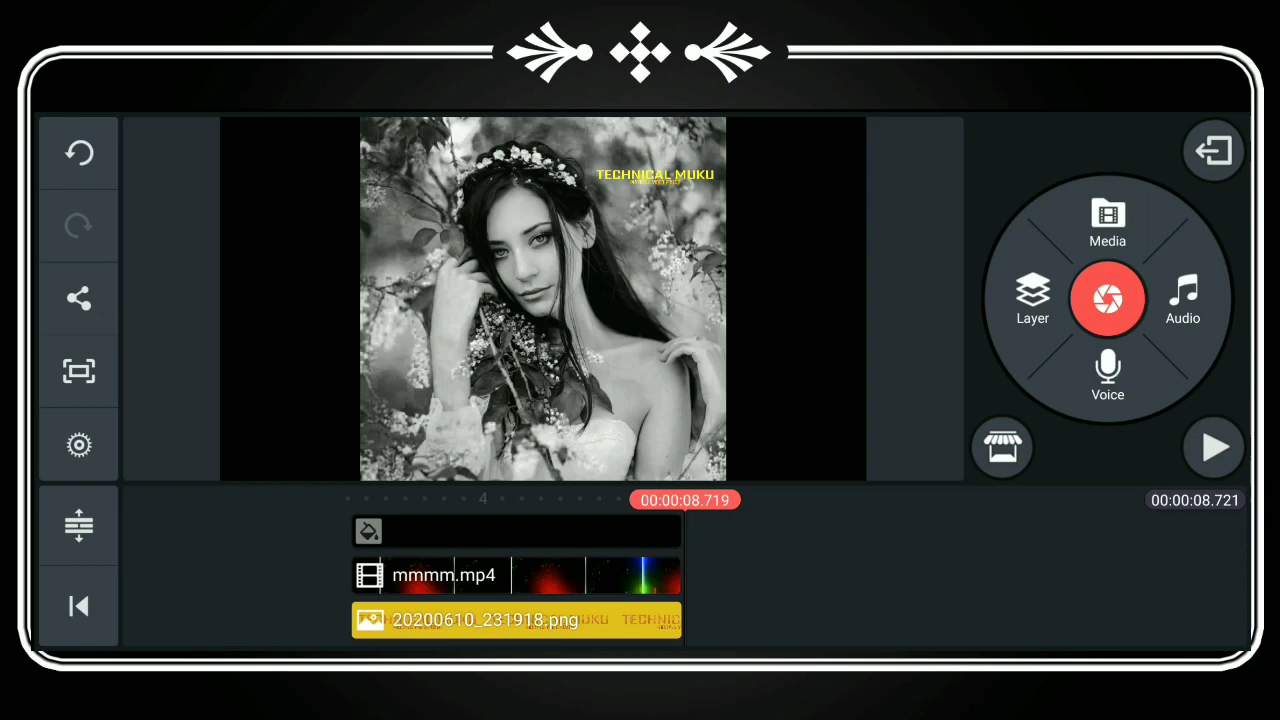 TECHNICAL MUKU
Media
Layer
Audio
Voice
4
00:00:08.719
00:00:08.721
mmmm.mp4
20200610_231918.png